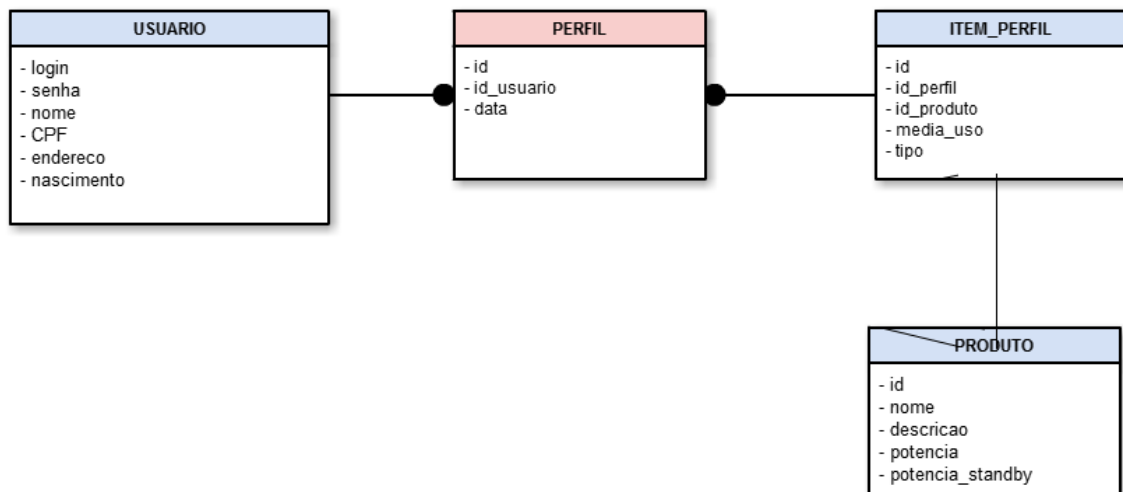 USUARIO
- login
- senha
- nome
- CPF
- endereco
- nascimento
PERFIL
- id
- id_usuario
- data
ITEM_PERFIL
- id
- id_perfil
- id_produto
- media_uso
- tipo
PRODUTO
- id
- nome
- descricao
- potencia
- potencia_standby